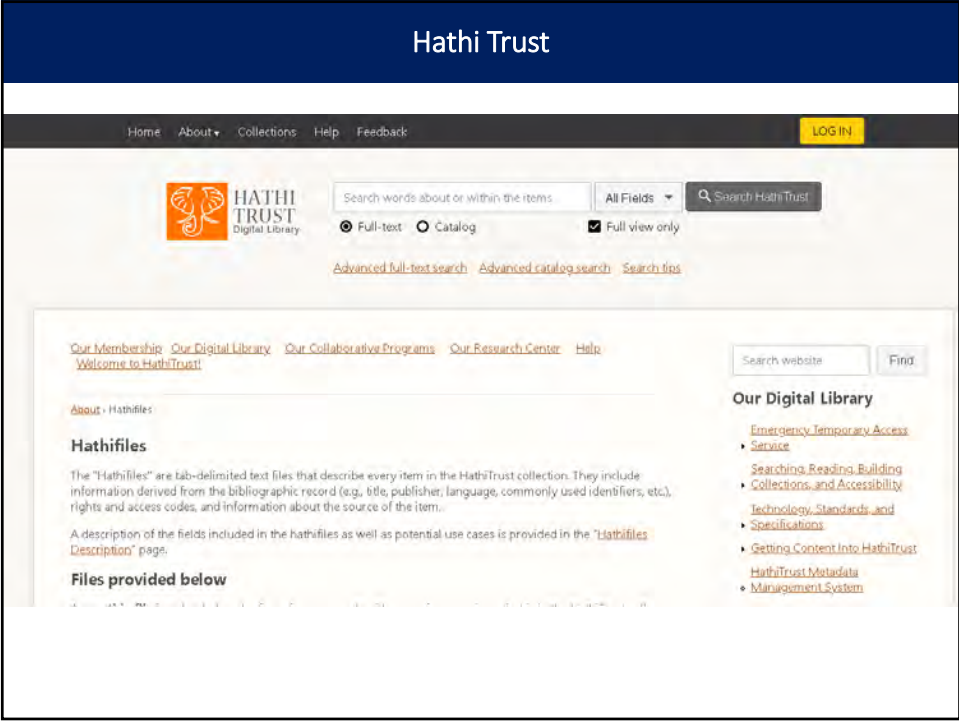 Hathi Trust
Home About Collections Help Feedback LOG IN
HATHI
TRUST
Digital Library
Search words about or within the items All Fields Search HathiTrust
Full-text Catalog Full view only
Advanced full-text search Advanced catalog search Search tips
Our Membership Our Digital Library Our Collaborative Programs Our Research Center Help
Welcome to HathiTrust!
About › Hathifiles
Hathifiles
The "Hathifiles" are tab-delimited text files that describe every item in the HathiTrust collection. They include
information derived from the bibliographic record (e.g., title, publisher, language, commonly used identifiers, etc.),
rights and access codes, and information about the source of the item.
A description of the fields included in the hathifiles as well as potential use cases is provided in the "Hathifiles
Description" page.
Files provided below
Search website Find
Our Digital Library
Emergency Temporary Access
Service
Searching, Reading, Building
Collections, and Accessibility
Technology, Standards, and
Specifications
Getting Content Into HathiTrust
HathiTrust Metadata
Management System